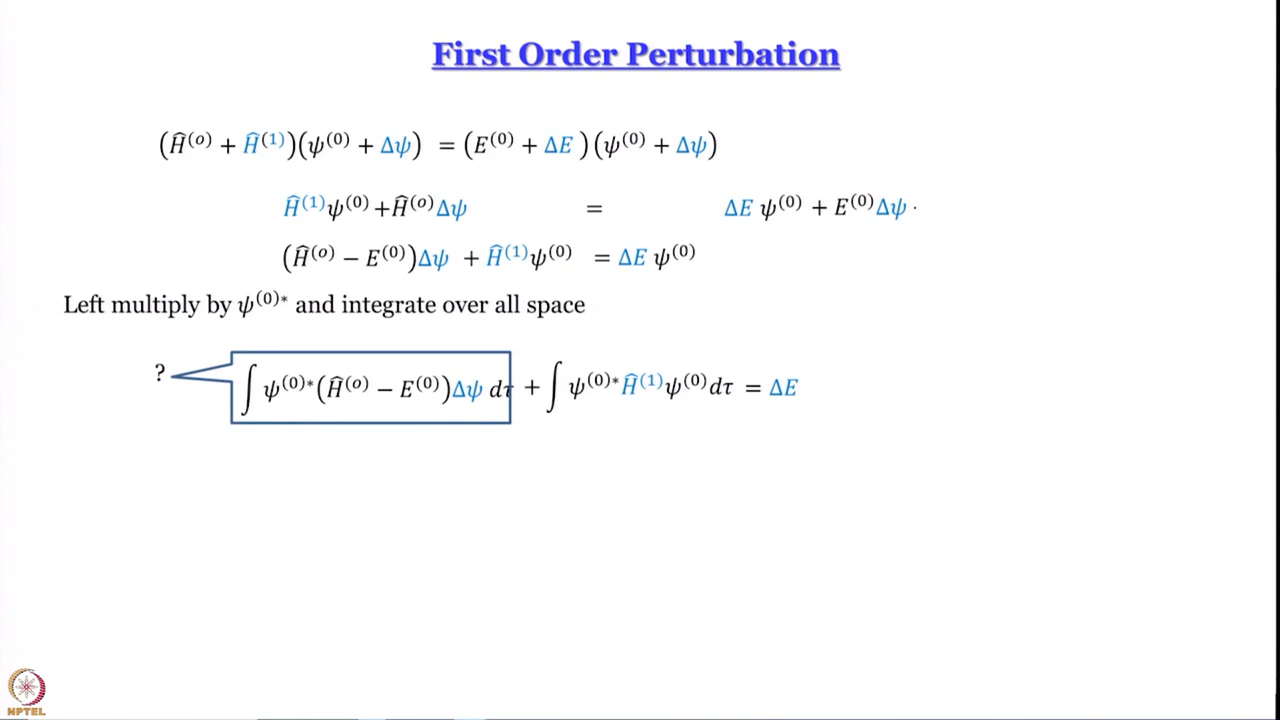 First Order Perturbation
(Ĥ⁽ᵒ⁾ + Ĥ⁽¹⁾)(ψ⁽⁰⁾ + Δψ) = (E⁽⁰⁾ + ΔE )(ψ⁽⁰⁾ + Δψ)
Ĥ⁽¹⁾ψ⁽⁰⁾+Ĥ⁽ᵒ⁾Δψ = ΔE ψ⁽⁰⁾ + E⁽⁰⁾Δψ ·
(Ĥ⁽ᵒ⁾ − E⁽⁰⁾)Δψ + Ĥ⁽¹⁾ψ⁽⁰⁾ = ΔE ψ⁽⁰⁾
Left multiply by ψ⁽⁰⁾* and integrate over all space
? ∫ ψ⁽⁰⁾*(Ĥ⁽ᵒ⁾ − E⁽⁰⁾)Δψ dτ + ∫ ψ⁽⁰⁾*Ĥ⁽¹⁾ψ⁽⁰⁾dτ = ΔE
NPTEL